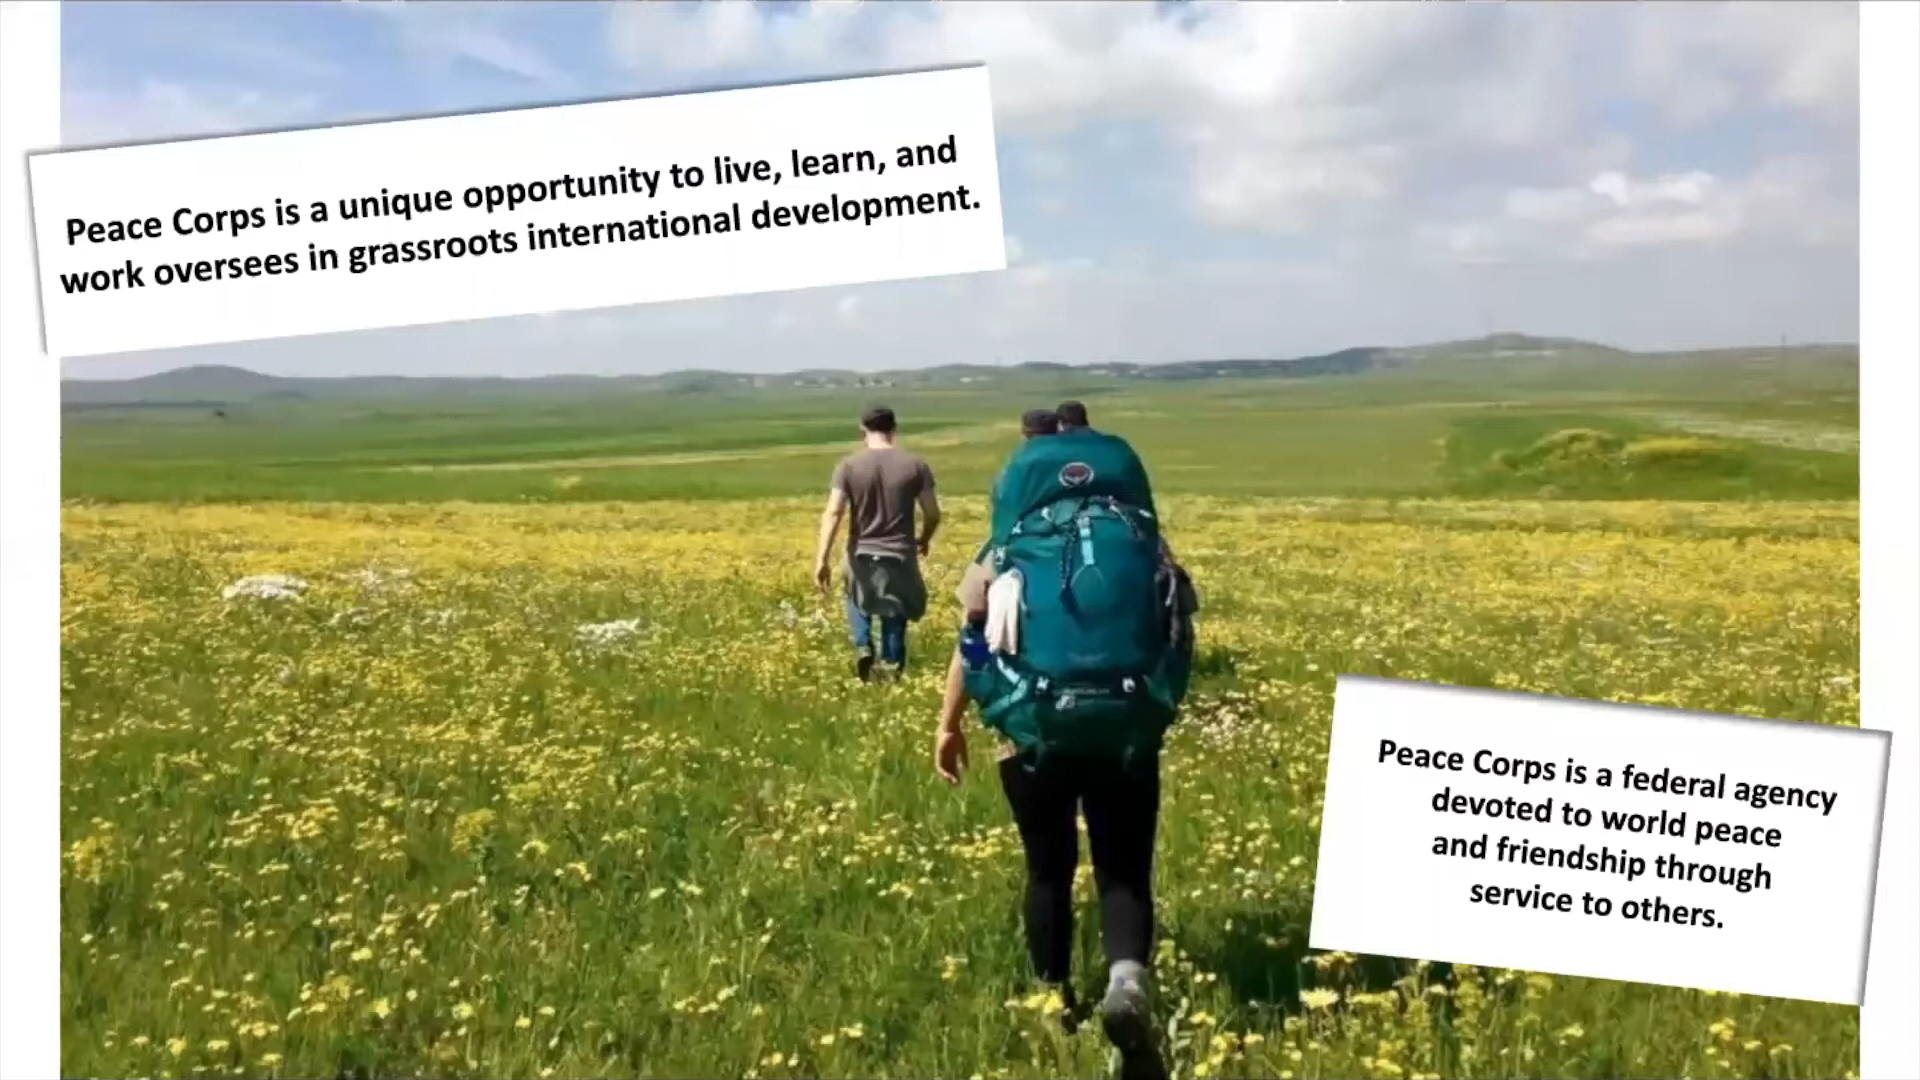 Peace Corps is a unique opportunity to live, learn, and
work oversees in grassroots international development.
Peace Corps is a federal agency
devoted to world peace
and friendship through
service to others.